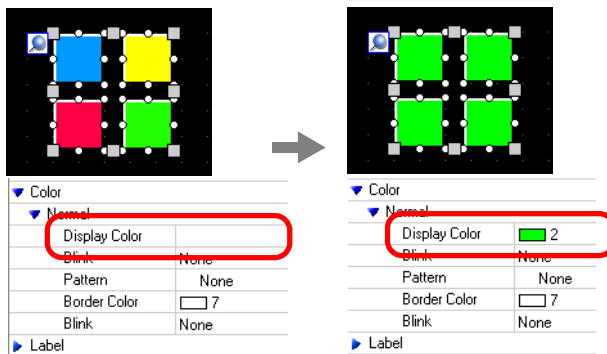 Color
Normal
Display Color
Blink None
Pattern None
Border Color 7
Blink None
Label
Color
Normal
Display Color 2
Blink None
Pattern None
Border Color 7
Blink None
Label